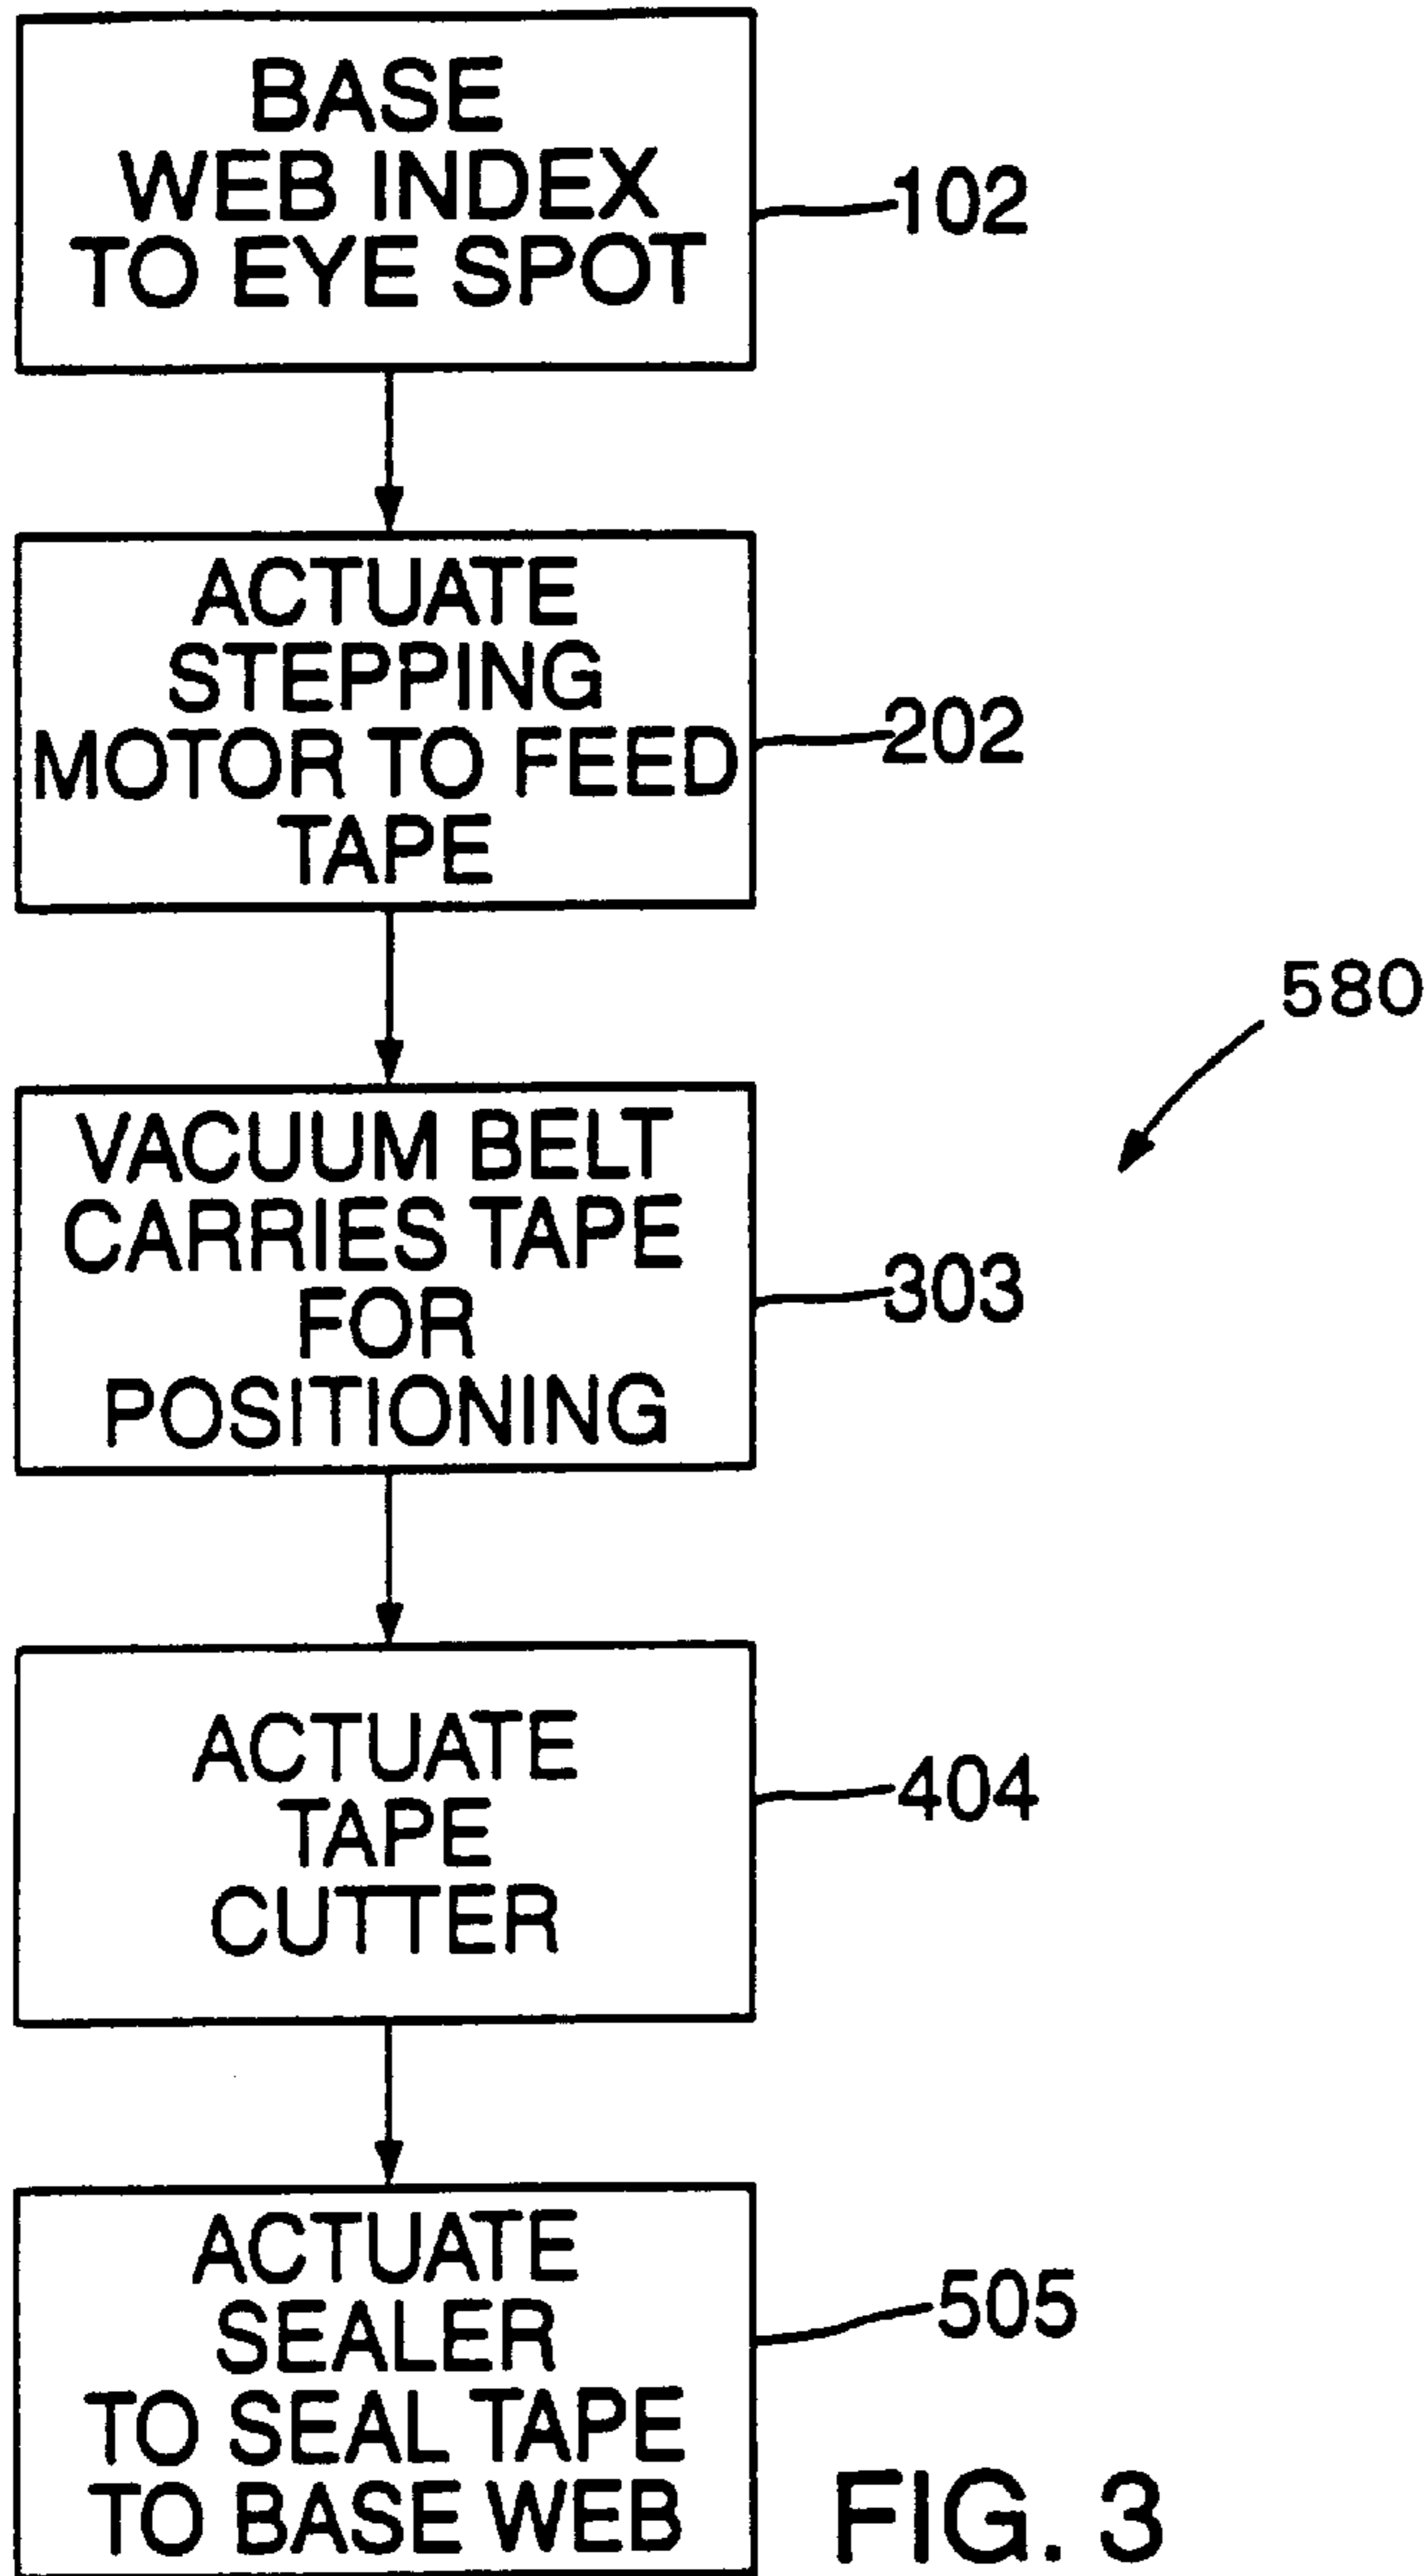 BASE
WEB INDEX
TO EYE SPOT
102
ACTUATE
STEPPING
MOTOR TO FEED
TAPE
202
580
VACUUM BELT
CARRIES TAPE
FOR
POSITIONING
303
ACTUATE
TAPE
CUTTER
404
ACTUATE
SEALER
TO SEAL TAPE
TO BASE WEB
505
FIG. 3